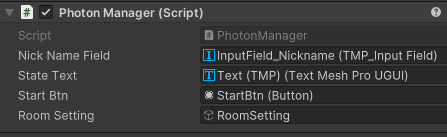 Photon Manager (Script)
Script PhotonManager
Nick Name Field InputField_Nickname (TMP_Input Field)
State Text Text (TMP) (Text Mesh Pro UGUI)
Start Btn StartBtn (Button)
Room Setting RoomSetting